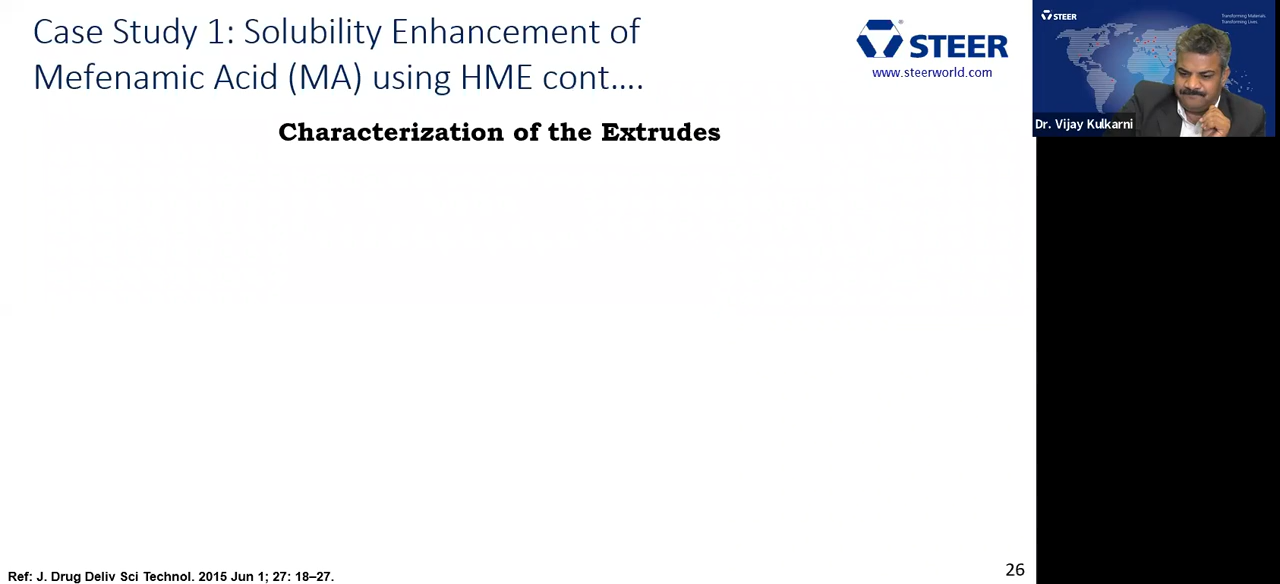 Case Study 1: Solubility Enhancement of
Mefenamic Acid (MA) using HME cont....
STEER
www.steerworld.com
Characterization of the Extrudes
Ref: J. Drug Deliv Sci Technol. 2015 Jun 1; 27: 18–27.
26
STEER
Transforming Materials
Transforming Lives
Dr. Vijay Kulkarni